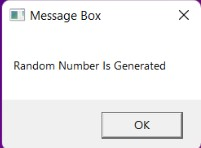 Message Box
Random Number Is Generated
OK